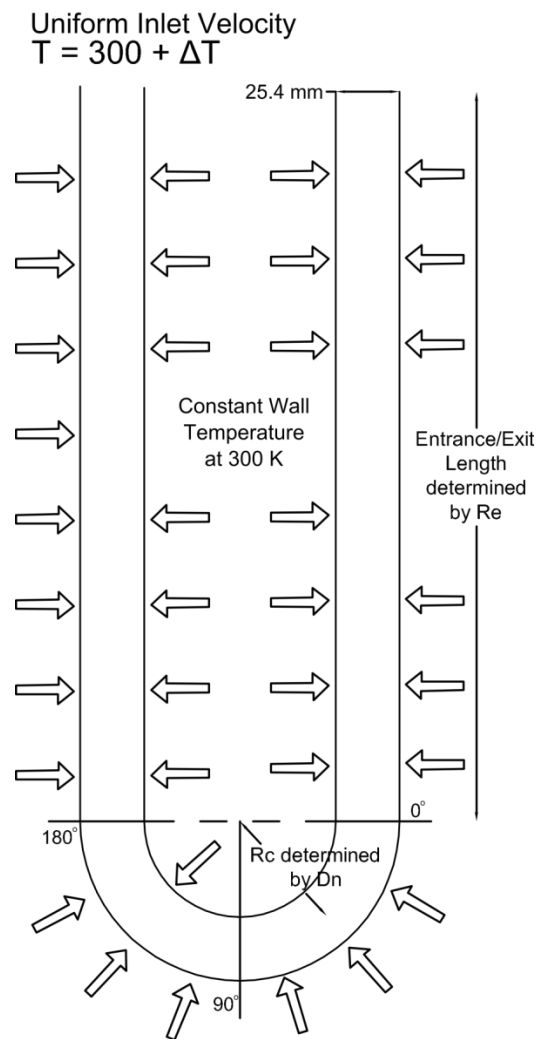 Uniform Inlet Velocity
T = 300 + ΔT
25.4 mm
Constant Wall
Temperature
at 300 K
Entrance/Exit
Length
determined
by Re
0°
180°
Rc determined
by Dn
90°